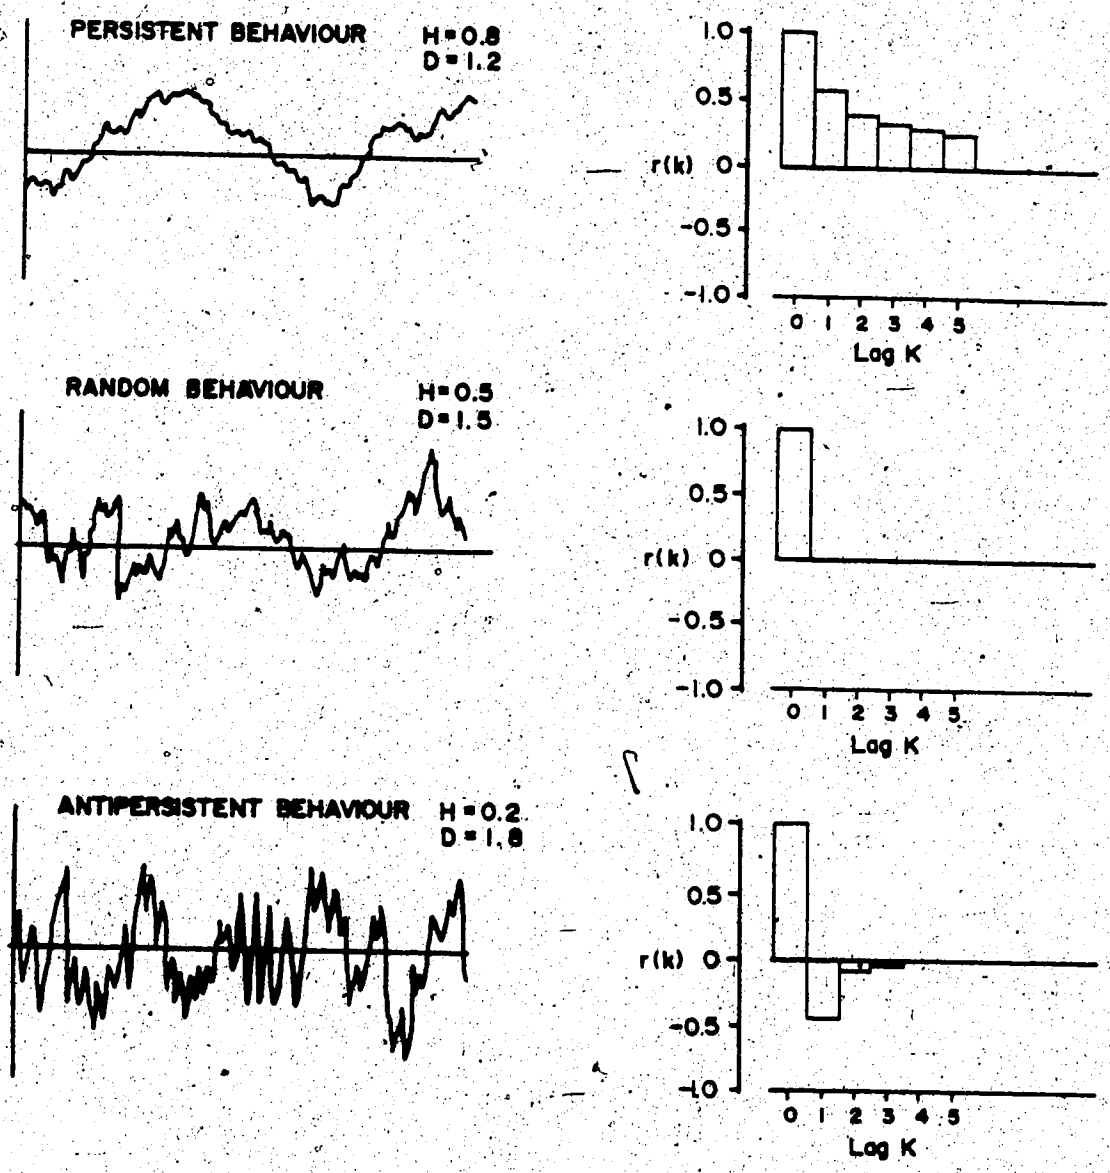 PERSISTENT BEHAVIOUR H=0.8
D=1.2
1.0
0.5
r(k) 0
-0.5
-1.0
0 1 2 3 4 5
Lag K
RANDOM BEHAVIOUR H=0.5
D=1.5
1.0
0.5
r(k) 0
-0.5
-1.0
0 1 2 3 4 5
Lag K
ANTIPERSISTENT BEHAVIOUR H=0.2
D=1.8
1.0
0.5
r(k) 0
-0.5
-1.0
0 1 2 3 4 5
Lag K